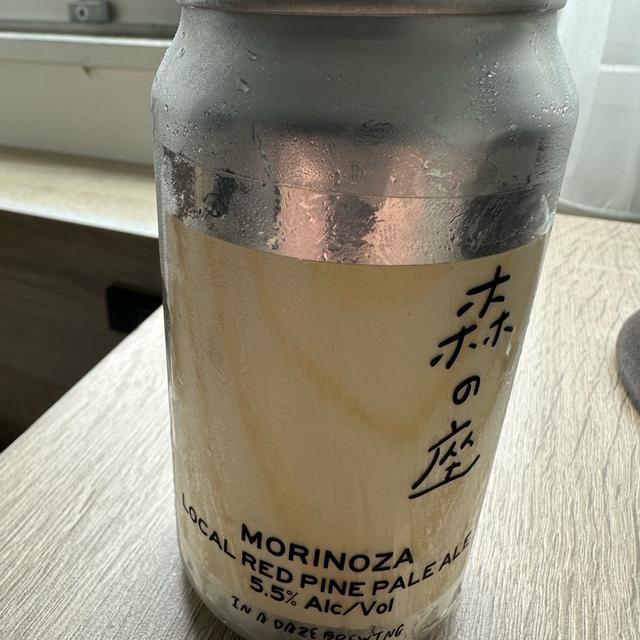 森の座
MORINOZA
LOCAL RED PINE PALE ALE
5.5% Alc/Vol
IN A DAZE BREWING